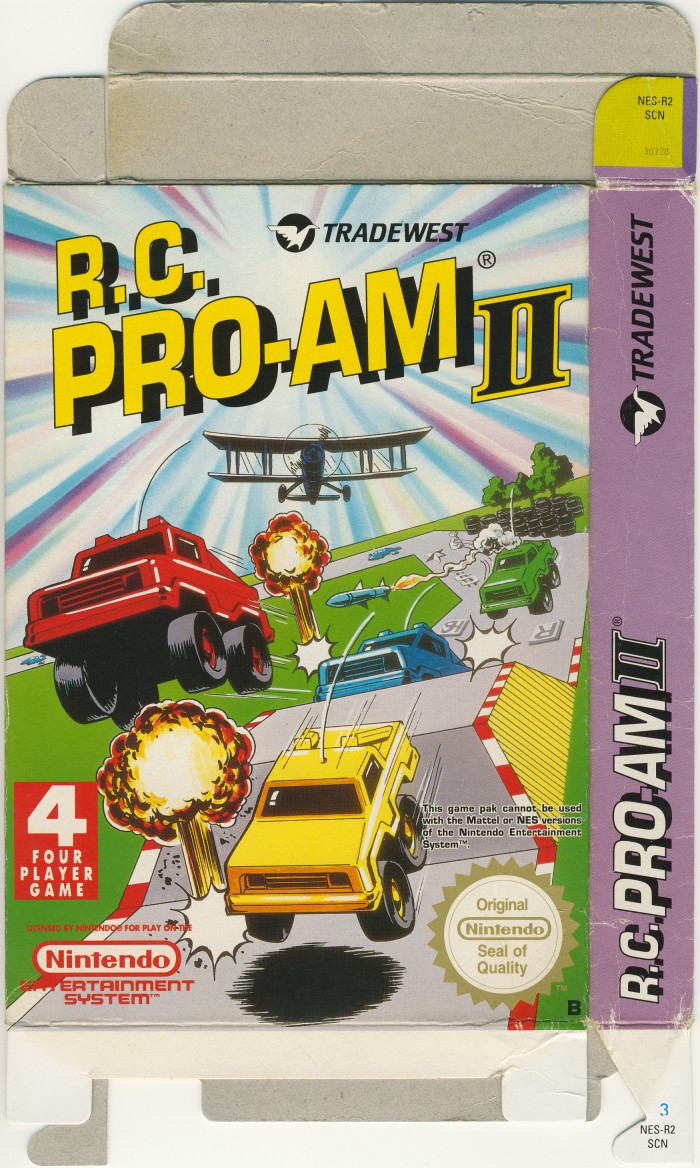 NES-R2
SCN
30728
TRADEWEST
R.C.
PRO-AM II ®
This game pak cannot be used
with the Mattel or NES versions
of the Nintendo Entertainment
System™.
4
FOUR
PLAYER
GAME
LICENSED BY NINTENDO® FOR PLAY ON THE
Nintendo
ENTERTAINMENT
SYSTEM™
Original
Nintendo
Seal of
Quality
TM
B
TRADEWEST
R.C. PRO-AM II ®
3
NES-R2
SCN